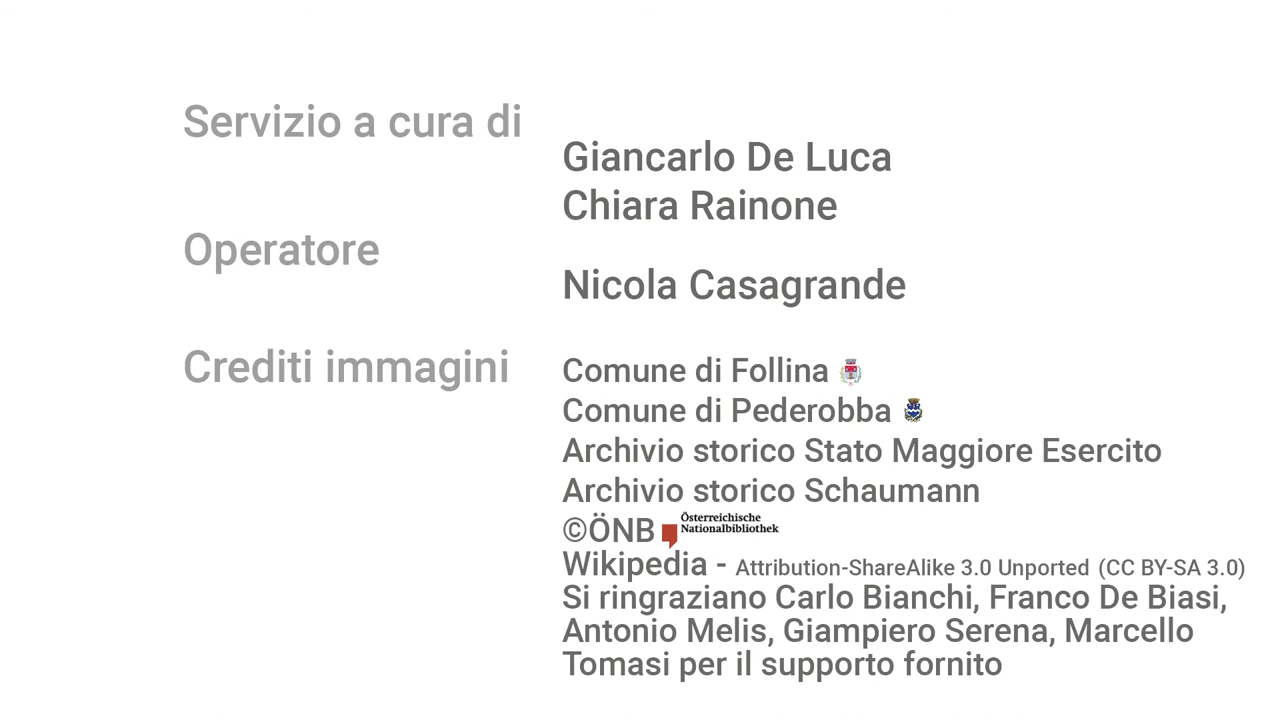 Servizio a cura di
Giancarlo De Luca
Chiara Rainone
Operatore
Nicola Casagrande
Crediti immagini
Comune di Follina
Comune di Pederobba
Archivio storico Stato Maggiore Esercito
Archivio storico Schaumann
©ÖNB Österreichische
Nationalbibliothek
Wikipedia - Attribution-ShareAlike 3.0 Unported (CC BY-SA 3.0)
Si ringraziano Carlo Bianchi, Franco De Biasi,
Antonio Melis, Giampiero Serena, Marcello
Tomasi per il supporto fornito